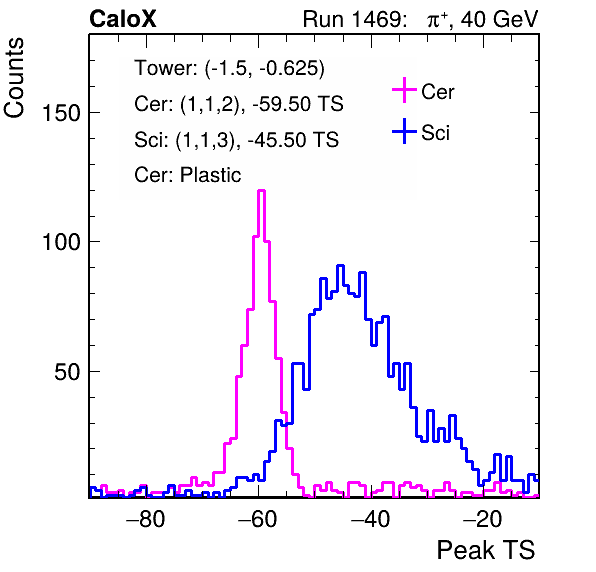 CaloX Run 1469: π⁺, 40 GeV
Counts
Tower: (-1.5, -0.625)
Cer: (1,1,2), -59.50 TS
Sci: (1,1,3), -45.50 TS
Cer: Plastic
Cer
Sci
150
100
50
−80 −60 −40 −20
Peak TS